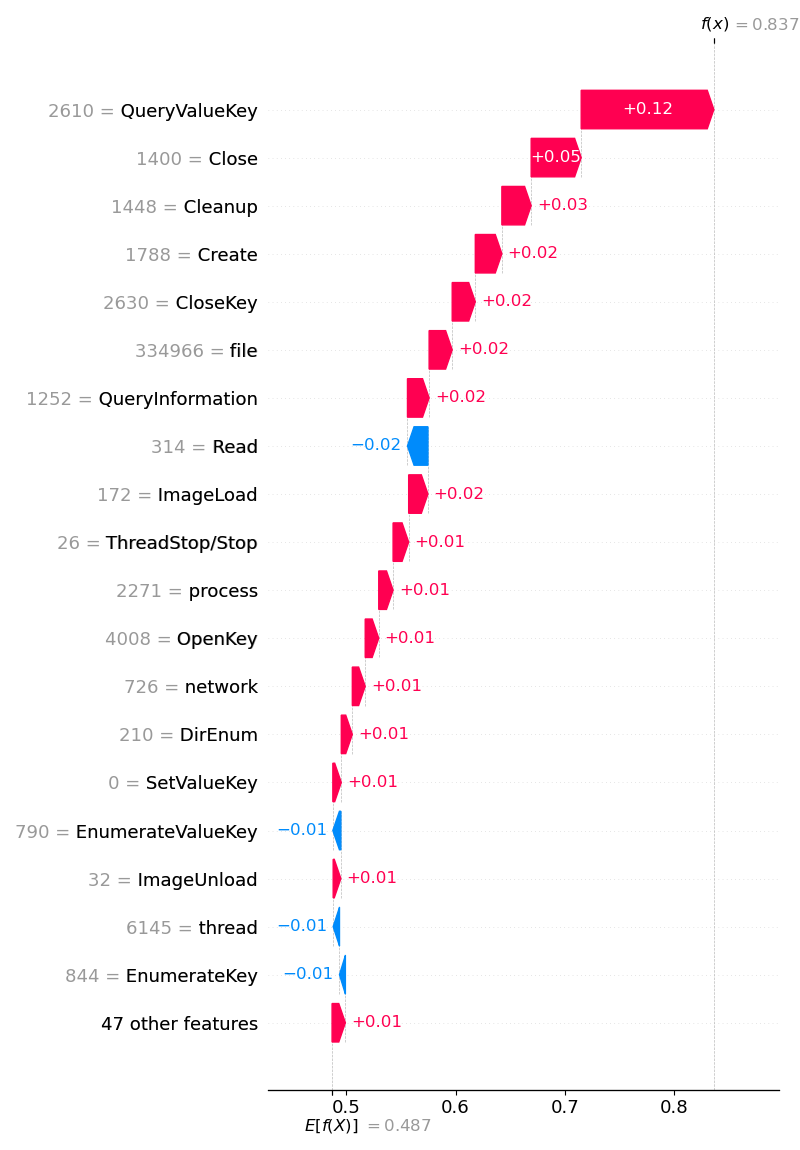 f(x) = 0.837
2610 = QueryValueKey +0.12
1400 = Close +0.05
1448 = Cleanup +0.03
1788 = Create +0.02
2630 = CloseKey +0.02
334966 = file +0.02
1252 = QueryInformation +0.02
314 = Read −0.02
172 = ImageLoad +0.02
26 = ThreadStop/Stop +0.01
2271 = process +0.01
4008 = OpenKey +0.01
726 = network +0.01
210 = DirEnum +0.01
0 = SetValueKey +0.01
790 = EnumerateValueKey −0.01
32 = ImageUnload +0.01
6145 = thread −0.01
844 = EnumerateKey −0.01
47 other features +0.01
0.5 0.6 0.7 0.8
E[f(X)] = 0.487